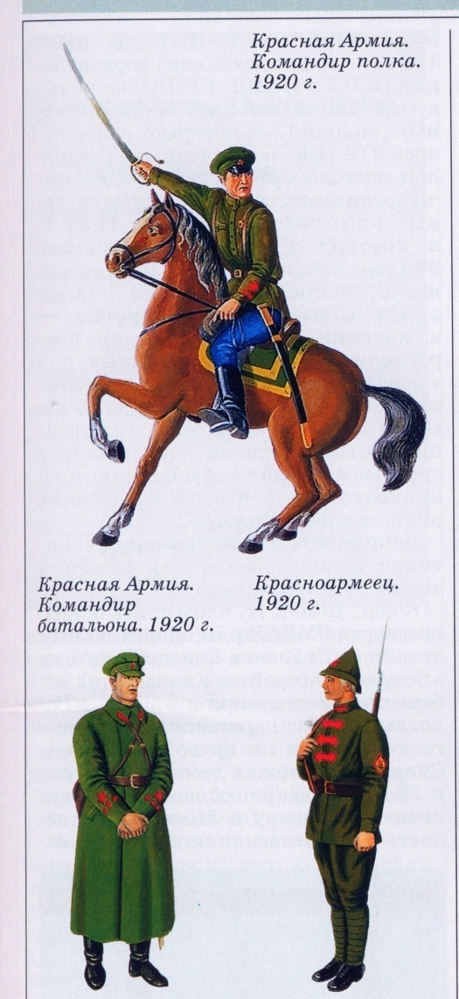 Красная Армия.
Командир полка.
1920 г.
Красная Армия.
Командир
батальона. 1920 г.
Красноармеец.
1920 г.